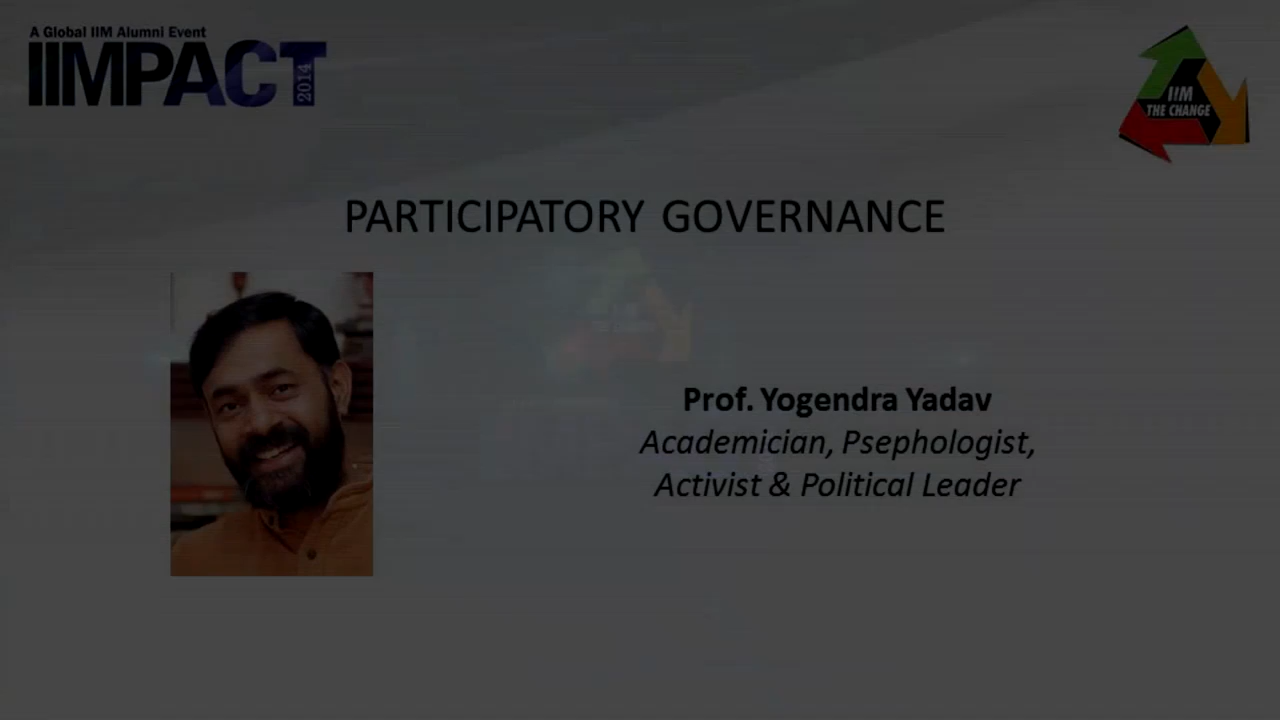 A Global IIM Alumni Event
IIMPACT
2014
IIM
THE CHANGE
PARTICIPATORY GOVERNANCE
Prof. Yogendra Yadav
Academician, Psephologist,
Activist & Political Leader